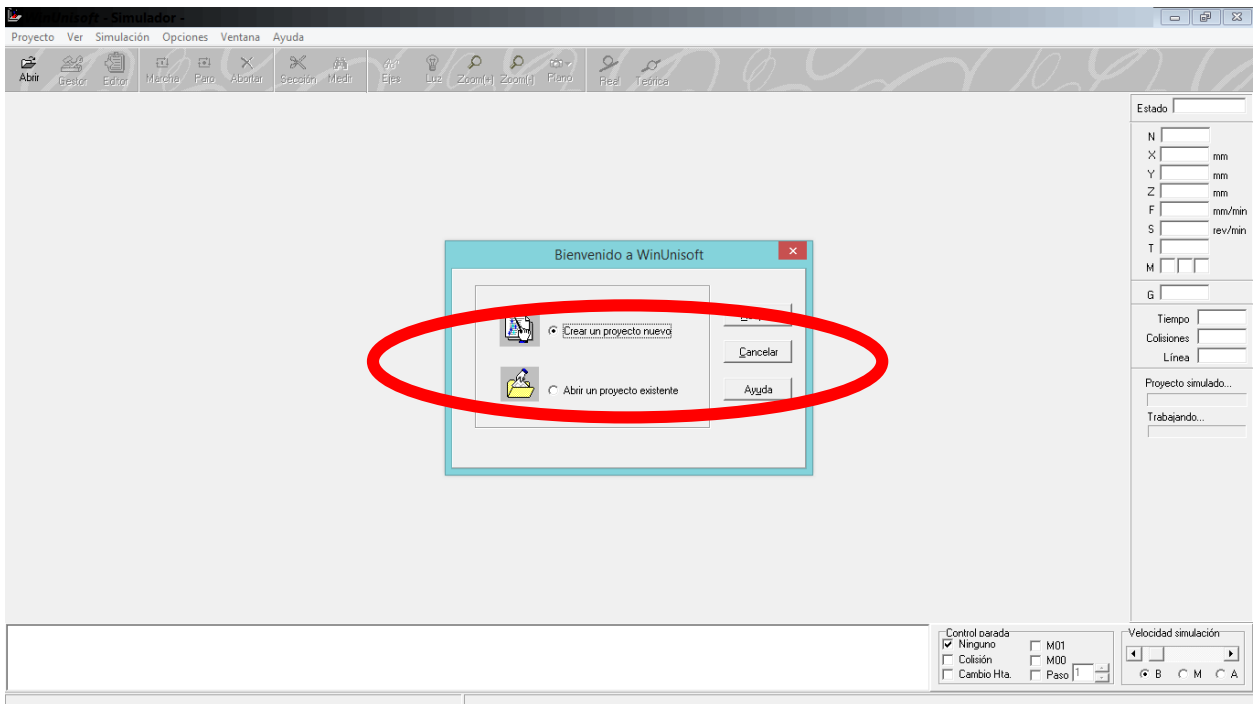 WinUnisoft - Simulador -
Proyecto Ver Simulación Opciones Ventana Ayuda
Abrir Gestor Editor Marcha Paro Abortar Sección Medir Ejes Luz Zoom(+) Zoom(-) Plano Real Teórica
Estado
N
X mm
Y mm
Z mm
F mm/min
S rev/min
T
M
G
Tiempo
Colisiones
Línea
Proyecto simulado...
Trabajando...
Bienvenido a WinUnisoft
Crear un proyecto nuevo
Cancelar
Abrir un proyecto existente
Ayuda
Control parada
Ninguno M01
Colisión M00
Cambio Hta. Paso 1
Velocidad simulación
B M A